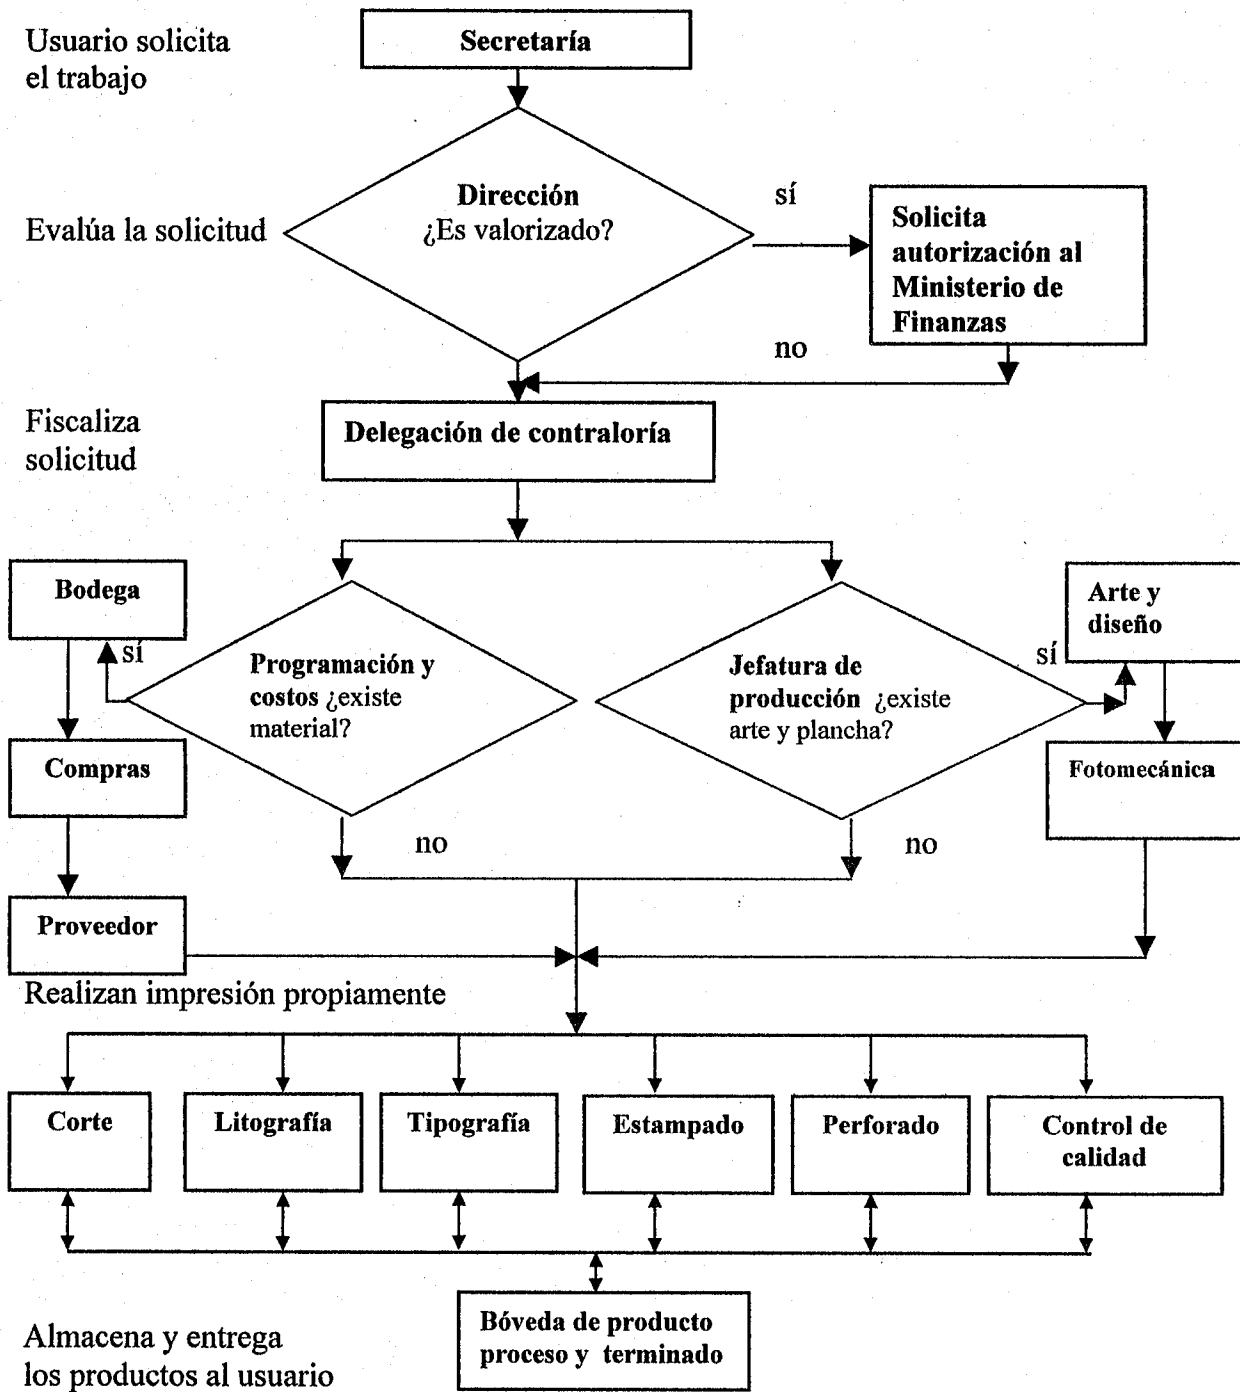 Usuario solicita
el trabajo
Secretaría
Dirección
¿Es valorizado?
sí
Evalúa la solicitud
Solicita
autorización al
Ministerio de
Finanzas
no
Fiscaliza
solicitud
Delegación de contraloría
Bodega
sí
Programación y
costos ¿existe
material?
Jefatura de
producción ¿existe
arte y plancha?
sí
Arte y
diseño
Compras
Fotomecánica
no
no
Proveedor
Realizan impresión propiamente
Corte
Litografía
Tipografía
Estampado
Perforado
Control de
calidad
Almacena y entrega
los productos al usuario
Bóveda de producto
proceso y terminado